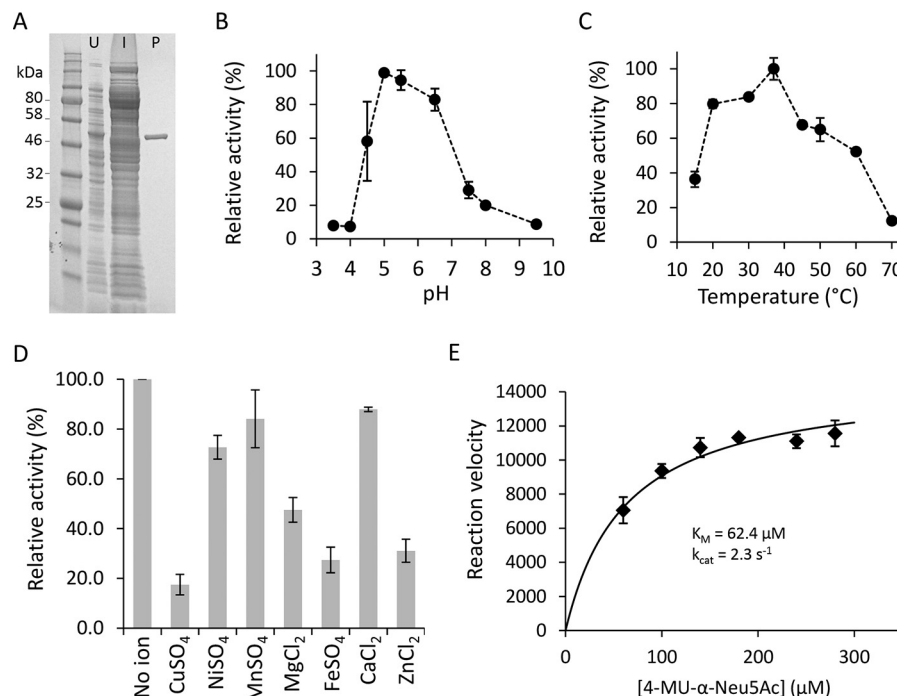 A
U I P
kDa
80
58
46
32
25
B
Relative activity (%)
120
100
80
60
40
20
0
3 4 5 6 7 8 9 10
pH
C
Relative activity (%)
120
100
80
60
40
20
0
10 20 30 40 50 60 70
Temperature (°C)
D
Relative activity (%)
100.0
80.0
60.0
40.0
20.0
0.0
No ion
CuSO4
NiSO4
MnSO4
MgCl2
FeSO4
CaCl2
ZnCl2
E
Reaction velocity
14000
12000
10000
8000
6000
4000
2000
0
KM = 62.4 µM
kcat = 2.3 s-1
0 100 200 300
[4-MU-α-Neu5Ac] (µM)